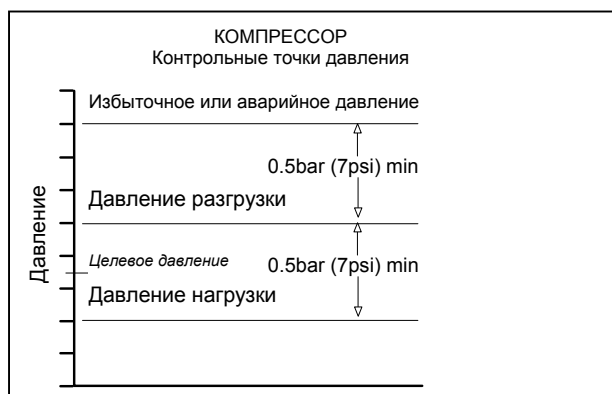 КОМПРЕССОР
Контрольные точки давления
Избыточное или аварийное давление
0.5bar (7psi) min
Давление разгрузки
Давление
Целевое давление
0.5bar (7psi) min
Давление нагрузки